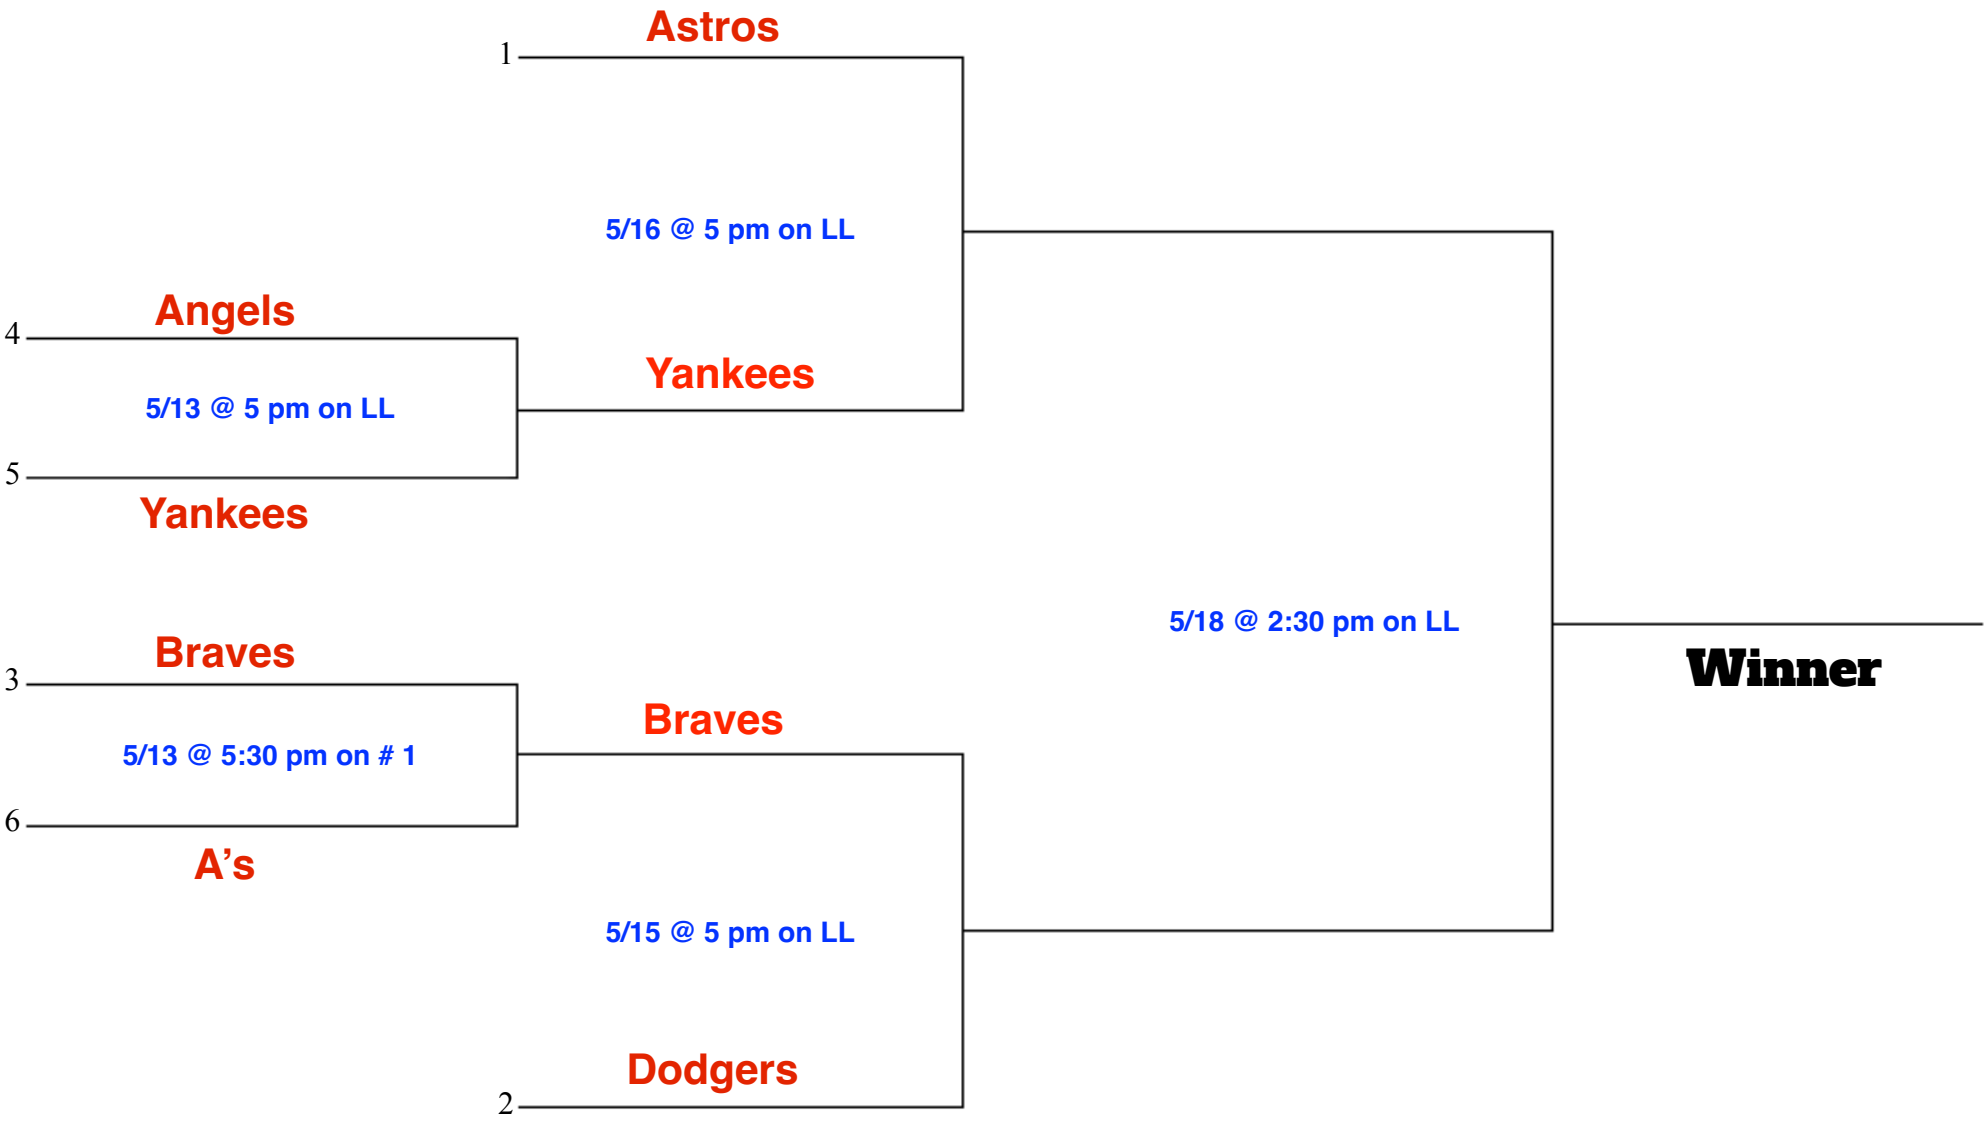 Astros
1
5/16 @ 5 pm on LL
Angels
4
Yankees
5/13 @ 5 pm on LL
5
Yankees
5/18 @ 2:30 pm on LL
Winner
Braves
3
Braves
5/13 @ 5:30 pm on # 1
6
A’s
5/15 @ 5 pm on LL
Dodgers
2